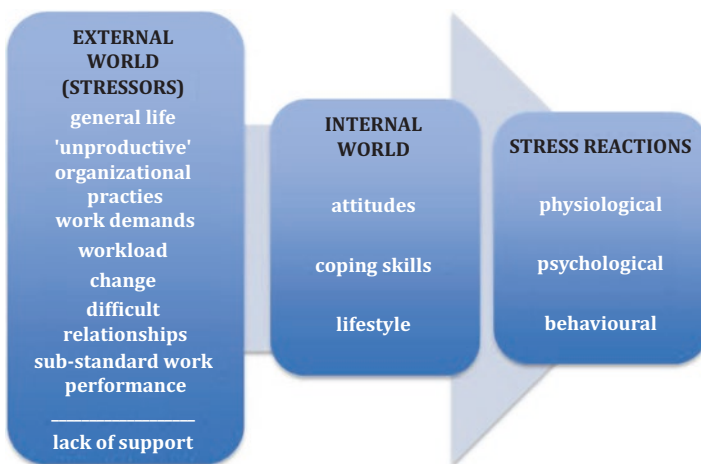 EXTERNAL
WORLD
(STRESSORS)
general life
'unproductive'
organizational
practies
work demands
workload
change
difficult
relationships
sub-standard work
performance
____________________
lack of support
INTERNAL
WORLD
attitudes
coping skills
lifestyle
STRESS REACTIONS
physiological
psychological
behavioural